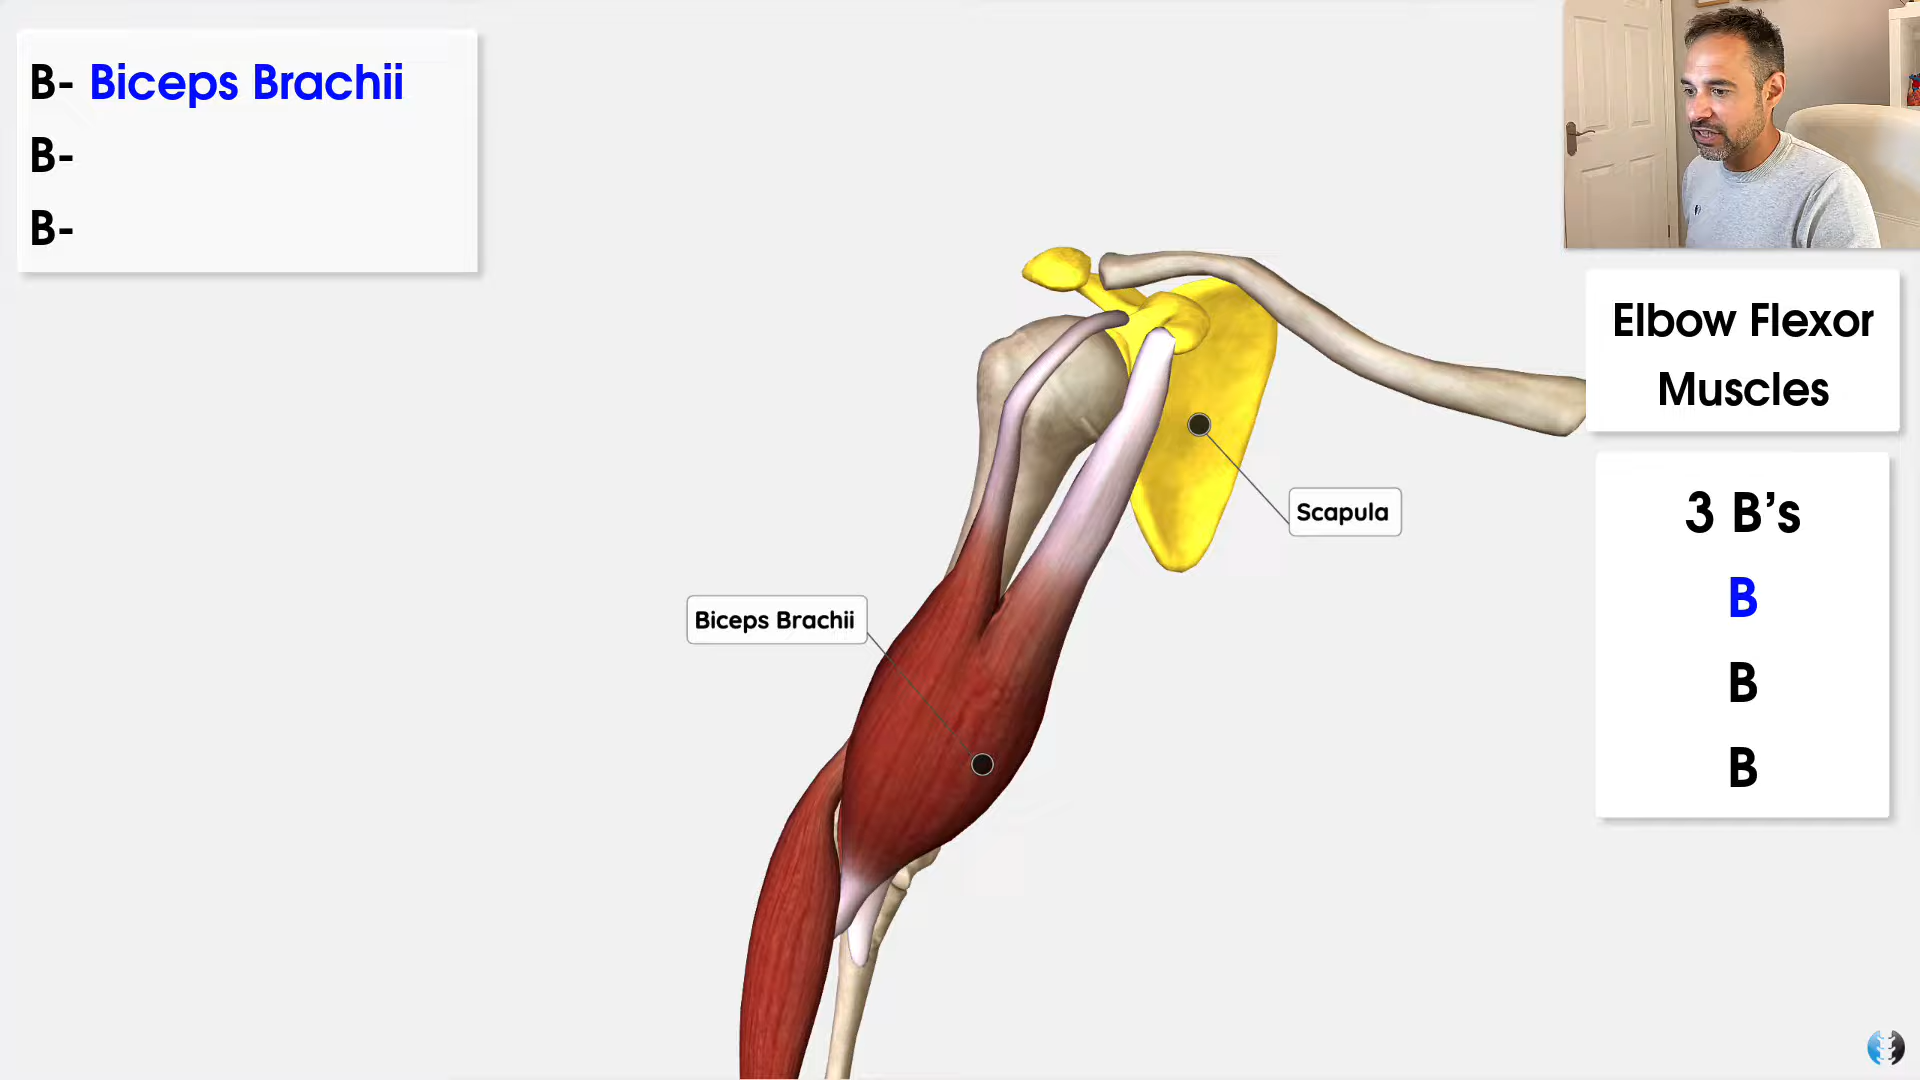 B- Biceps Brachii
B-
B-
Elbow Flexor
Muscles
3 B’s
B
B
B
Scapula
Biceps Brachii